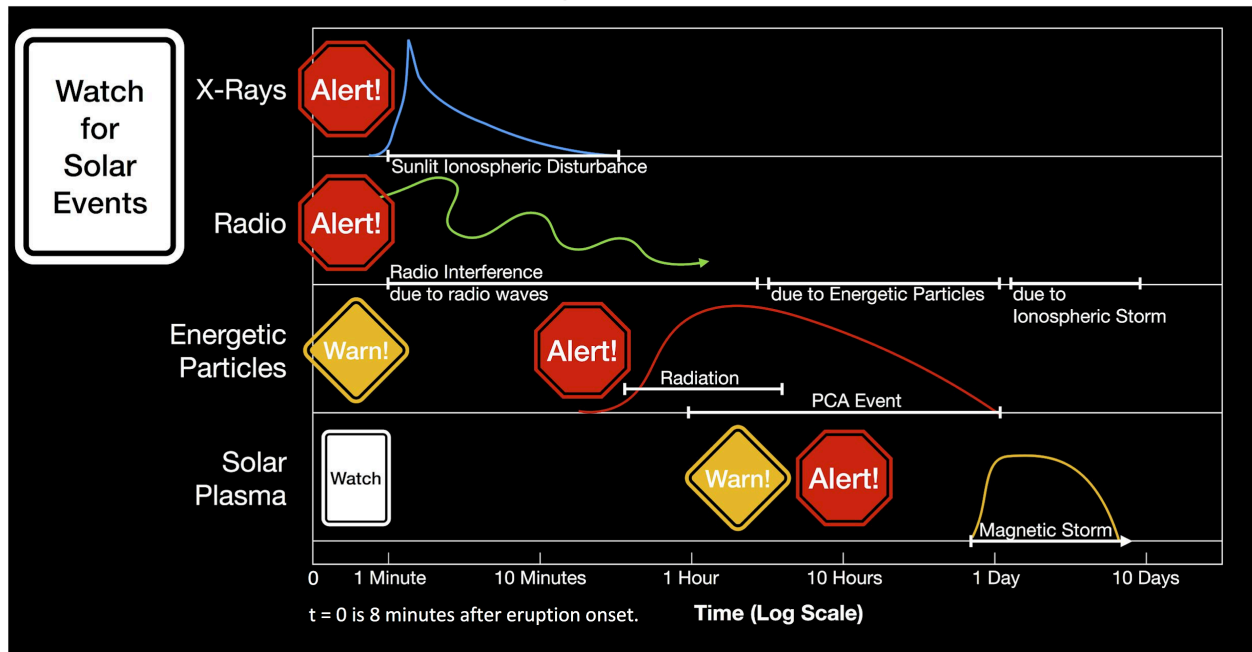 Watch
for
Solar
Events
X-Rays
Alert!
Sunlit Ionospheric Disturbance
Radio
Alert!
Radio Interference
due to radio waves
due to Energetic Particles
due to
Ionospheric Storm
Energetic
Particles
Warn!
Alert!
Radiation
PCA Event
Solar
Plasma
Watch
Warn!
Alert!
Magnetic Storm
0 1 Minute 10 Minutes 1 Hour 10 Hours 1 Day 10 Days
t = 0 is 8 minutes after eruption onset.
Time (Log Scale)